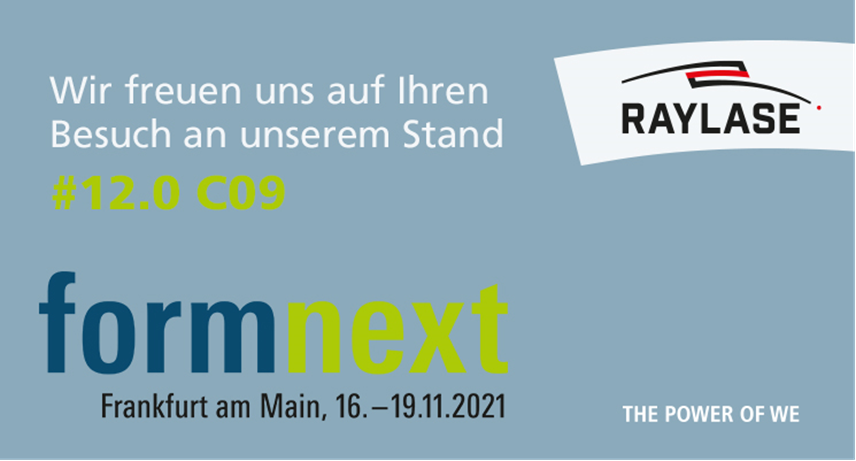 Wir freuen uns auf Ihren
Besuch an unserem Stand
#12.0 C09
RAYLASE
formnext
Frankfurt am Main, 16.–19.11.2021
THE POWER OF WE